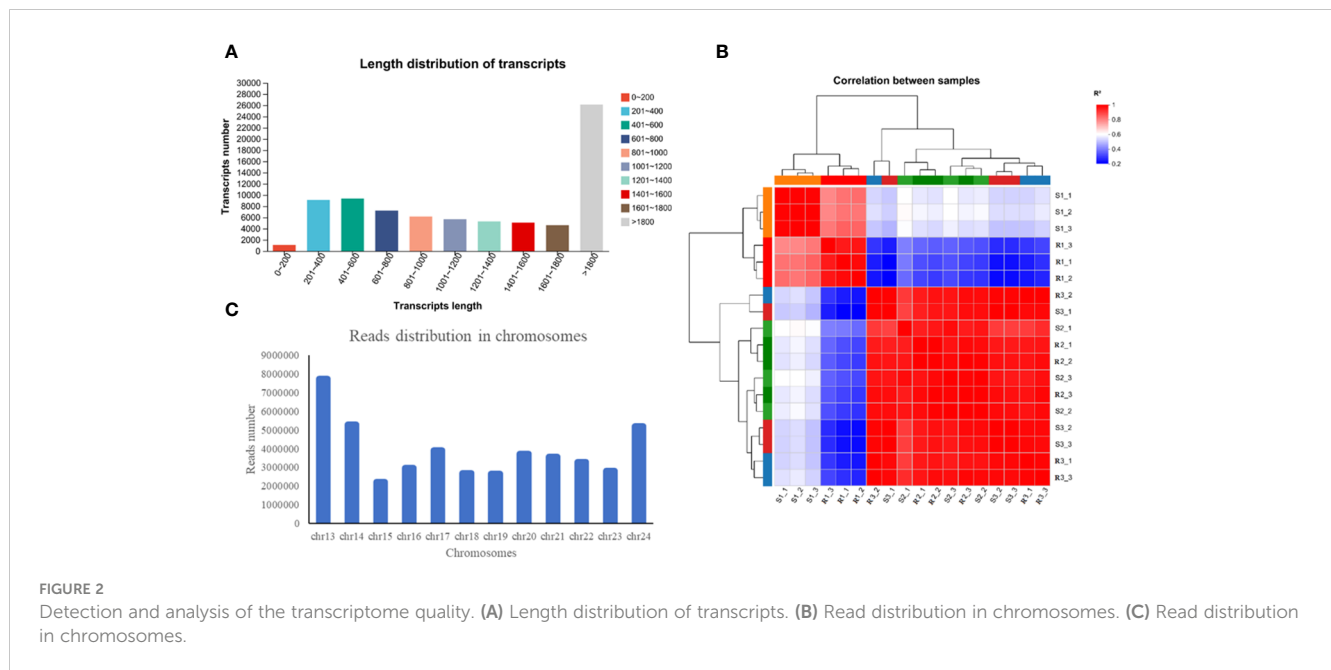 A
Length distribution of transcripts
Transcripts number
30000
28000
26000
24000
22000
20000
18000
16000
14000
12000
10000
8000
6000
4000
2000
0
0~200
201~400
401~600
601~800
801~1000
1001~1200
1201~1400
1401~1600
1601~1800
>1800
Transcripts length
0~200
201~400
401~600
601~800
801~1000
1001~1200
1201~1400
1401~1600
1601~1800
>1800
B
Correlation between samples
R²
1
0.8
0.6
0.4
0.2
S1_1
S1_2
S1_3
R1_3
R1_1
R1_2
R3_2
S3_1
S2_1
R2_1
R2_2
S2_3
R2_3
S2_2
S3_2
S3_3
R3_1
R3_3
S1_1
S1_2
S1_3
R1_3
R1_1
R1_2
R3_2
S3_1
S2_1
R2_1
R2_2
S2_3
R2_3
S2_2
S3_2
S3_3
R3_1
R3_3
C
Reads distribution in chromosomes
Reads number
9000000
8000000
7000000
6000000
5000000
4000000
3000000
2000000
1000000
0
chr13 chr14 chr15 chr16 chr17 chr18 chr19 chr20 chr21 chr22 chr23 chr24
Chromosomes
FIGURE 2
Detection and analysis of the transcriptome quality. (A) Length distribution of transcripts. (B) Read distribution in chromosomes. (C) Read distribution
in chromosomes.